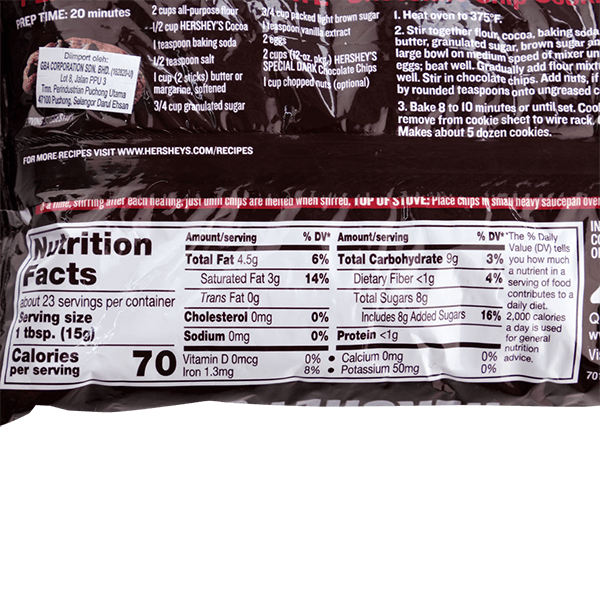 PREP TIME: 20 minutes
Diimport oleh:
GBA CORPORATION SDN. BHD.
Lot 8, Jalan PPU 3
Tmn. Perindustrian Puchong Utama
47100 Puchong, Selangor Darul Ehsan
2 cups all-purpose flour
1/2 cup HERSHEY'S Cocoa
1 teaspoon baking soda
1/2 teaspoon salt
1 cup (2 sticks) butter or
margarine, softened
3/4 cup granulated sugar
3/4 cup packed light brown sugar
1 teaspoon vanilla extract
2 eggs
2 cups (12-oz. pkg.) HERSHEY'S
SPECIAL DARK Chocolate Chips
1 cup chopped nuts (optional)
1. Heat oven to 375°F.
2. Stir together flour, cocoa, baking soda
butter, granulated sugar, brown sugar an
large bowl on medium speed of mixer un
eggs; beat well. Gradually add flour mixtu
well. Stir in chocolate chips. Add nuts, if
by rounded teaspoons onto ungreased c
3. Bake 8 to 10 minutes or until set. Cool
remove from cookie sheet to wire rack.
Makes about 5 dozen cookies.
FOR MORE RECIPES VISIT WWW.HERSHEYS.COM/RECIPES
a time, stirring after each heating, just until chips are melted when stirred. TOP OF STOVE: Place chips in small heavy saucepan over
Nutrition
Facts
about 23 servings per container
Serving size
1 tbsp. (15g)
Calories
per serving 70
Amount/serving % DV*
Total Fat 4.5g 6%
Saturated Fat 3g 14%
Trans Fat 0g
Cholesterol 0mg 0%
Sodium 0mg 0%
Amount/serving % DV*
Total Carbohydrate 9g 3%
Dietary Fiber <1g 4%
Total Sugars 8g
Includes 8g Added Sugars 16%
Protein <1g
Vitamin D 0mcg 0% • Calcium 0mg 0%
Iron 1.3mg 8% • Potassium 50mg 0%
*The % Daily
Value (DV) tells
you how much
a nutrient in a
serving of food
contributes to a
daily diet.
2,000 calories
a day is used
for general
nutrition
advice.